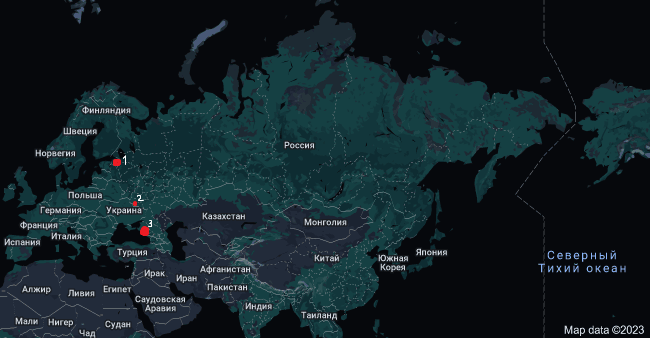 Финляндия
Швеция
Норвегия
Россия
1
Польша
2
Германия
Украина
Казахстан
3
Франция
Монголия
Италия
Испания
Турция
Япония
Северный
Тихий океан
Китай
Южная
Корея
Ирак
Иран
Афганистан
Алжир
Ливия
Египет
Пакистан
Саудовская
Аравия
Индия
Мали
Нигер
Судан
Таиланд
Чад
Map data ©2023